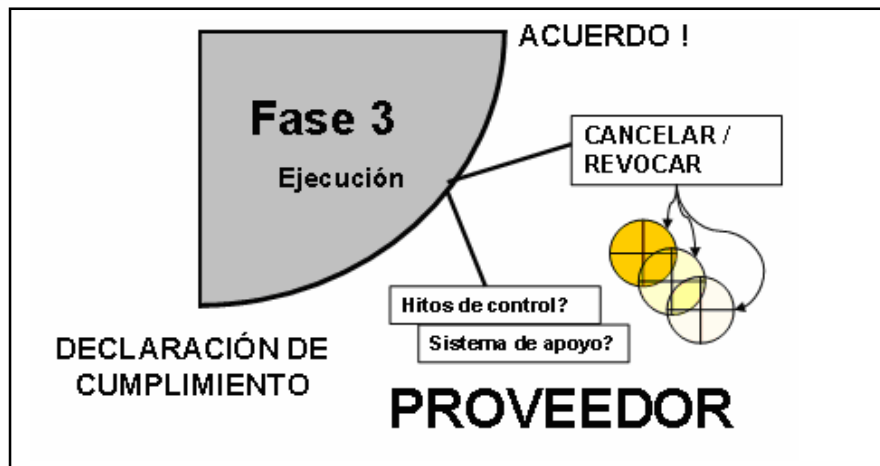 ACUERDO !
Fase 3
Ejecución
CANCELAR /
REVOCAR
Hitos de control?
Sistema de apoyo?
DECLARACIÓN DE
CUMPLIMIENTO
PROVEEDOR